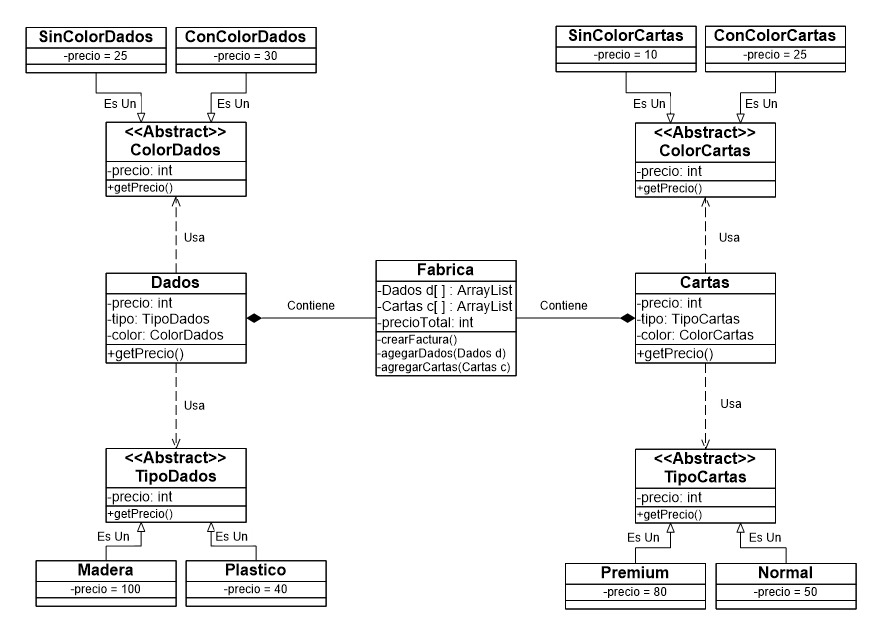 SinColorDados
-precio = 25
ConColorDados
-precio = 30
SinColorCartas
-precio = 10
ConColorCartas
-precio = 25
Es Un
Es Un
Es Un
Es Un
<<Abstract>>
ColorDados
-precio: int
+getPrecio()
<<Abstract>>
ColorCartas
-precio: int
+getPrecio()
Usa
Usa
Dados
-precio: int
-tipo: TipoDados
-color: ColorDados
+getPrecio()
Contiene
Fabrica
-Dados d[ ] : ArrayList
-Cartas c[ ] : ArrayList
-precioTotal: int
-crearFactura()
-agegarDados(Dados d)
-agregarCartas(Cartas c)
Contiene
Cartas
-precio: int
-tipo: TipoCartas
-color: ColorCartas
+getPrecio()
Usa
Usa
<<Abstract>>
TipoDados
-precio: int
+getPrecio()
<<Abstract>>
TipoCartas
-precio: int
+getPrecio()
Es Un
Es Un
Es Un
Es Un
Madera
-precio = 100
Plastico
-precio = 40
Premium
-precio = 80
Normal
-precio = 50